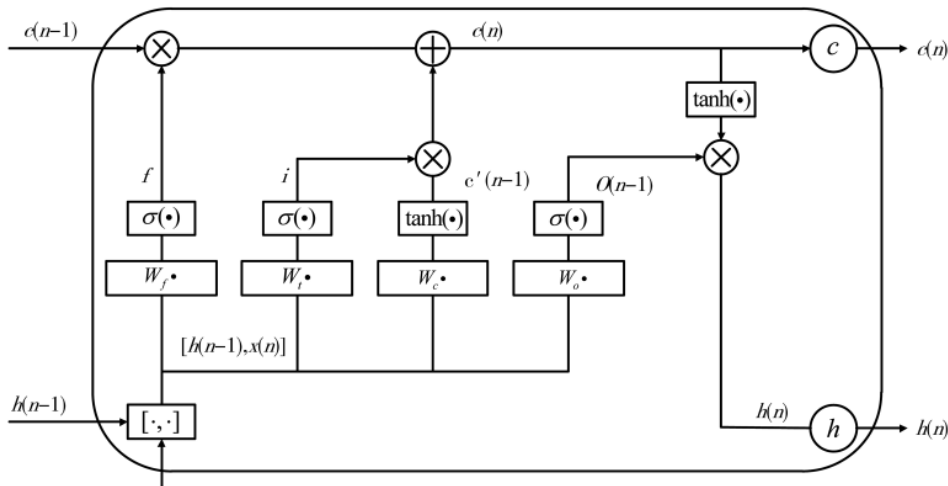 c(n−1)
c(n)
c
c(n)
tanh(•)
f
i
c′(n−1)
O(n−1)
σ(•)
σ(•)
tanh(•)
σ(•)
W_f•
W_t•
W_c•
W_o•
[h(n−1),x(n)]
h(n−1)
[·,·]
h(n)
h
h(n)